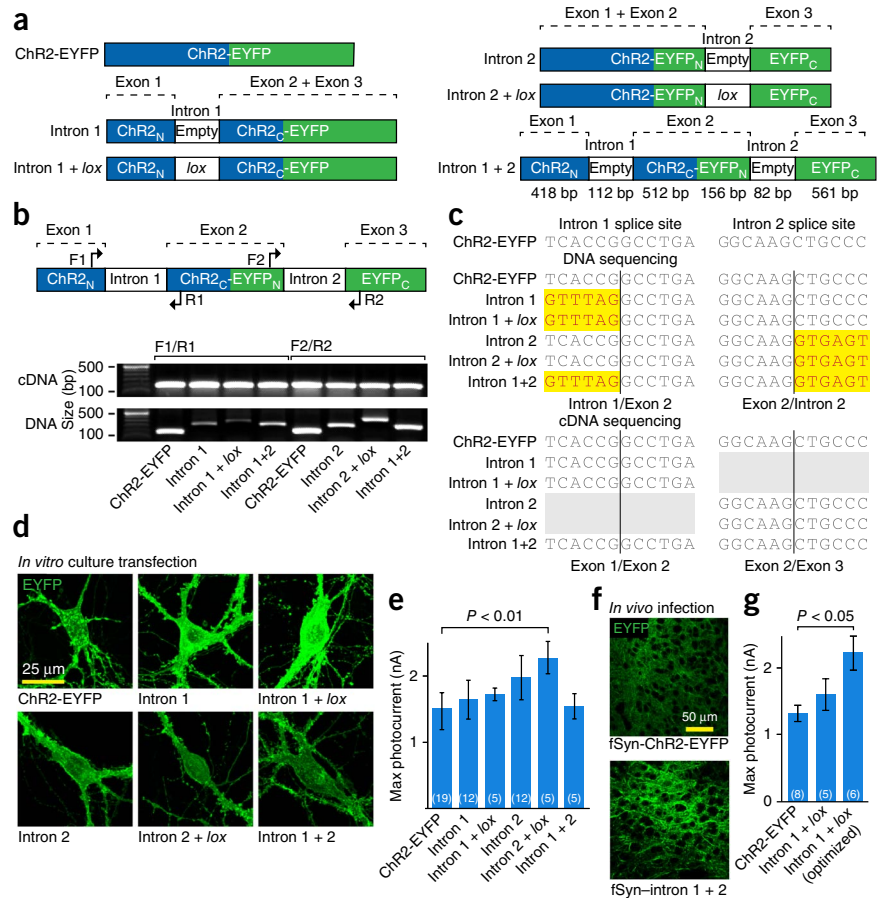 a
ChR2-EYFP
ChR2-EYFP
Exon 1
Exon 2 + Exon 3
Intron 1
Intron 1
ChR2N
Empty
ChR2C-EYFP
Intron 1 + lox
ChR2N
lox
ChR2C-EYFP
Exon 1 + Exon 2
Exon 3
Intron 2
Intron 2
ChR2-EYFPN
Empty
EYFPC
Intron 2 + lox
ChR2-EYFPN
lox
EYFPC
Exon 1
Exon 2
Exon 3
Intron 1
Intron 2
Intron 1 + 2
ChR2N
Empty
ChR2C-EYFPN
Empty
EYFPC
418 bp 112 bp 512 bp 156 bp 82 bp 561 bp
b
Exon 1
Exon 2
Exon 3
F1
F2
ChR2N
Intron 1
ChR2C-EYFPN
Intron 2
EYFPC
R1
R2
F1/R1
F2/R2
Size (bp)
cDNA
500
100
DNA
500
100
ChR2-EYFP
Intron 1
Intron 1 + lox
Intron 1+2
ChR2-EYFP
Intron 2
Intron 2 + lox
Intron 1+2
c
Intron 1 splice site
Intron 2 splice site
ChR2-EYFP TCACCGGCCTGA GGCAAGCTGCCC
DNA sequencing
ChR2-EYFP TCACCGGCCTGA GGCAAGCTGCCC
Intron 1 GTTTAGGCCTGA GGCAAGCTGCCC
Intron 1 + lox GTTTAGGCCTGA GGCAAGCTGCCC
Intron 2 TCACCGGCCTGA GGCAAGGTGAGT
Intron 2 + lox TCACCGGCCTGA GGCAAGGTGAGT
Intron 1+2 GTTTAGGCCTGA GGCAAGGTGAGT
Intron 1/Exon 2
Exon 2/Intron 2
cDNA sequencing
ChR2-EYFP TCACCGGCCTGA GGCAAGCTGCCC
Intron 1 TCACCGGCCTGA
Intron 1 + lox TCACCGGCCTGA
Intron 2 GGCAAGCTGCCC
Intron 2 + lox GGCAAGCTGCCC
Intron 1+2 TCACCGGCCTGA GGCAAGCTGCCC
Exon 1/Exon 2
Exon 2/Exon 3
d
In vitro culture transfection
EYFP
25 μm
ChR2-EYFP
Intron 1
Intron 1 + lox
Intron 2
Intron 2 + lox
Intron 1 + 2
e
P < 0.01
Max photocurrent (nA)
2
1
(19)
(12)
(5)
(12)
(5)
(5)
ChR2-EYFP
Intron 1
Intron 1 + lox
Intron 2
Intron 2 + lox
Intron 1 + 2
f
In vivo infection
EYFP
50 μm
fSyn-ChR2-EYFP
fSyn–intron 1 + 2
g
P < 0.05
Max photocurrent (nA)
2
1
0
(8)
(5)
(6)
ChR2-EYFP
Intron 1 + lox
Intron 1 + lox
(optimized)